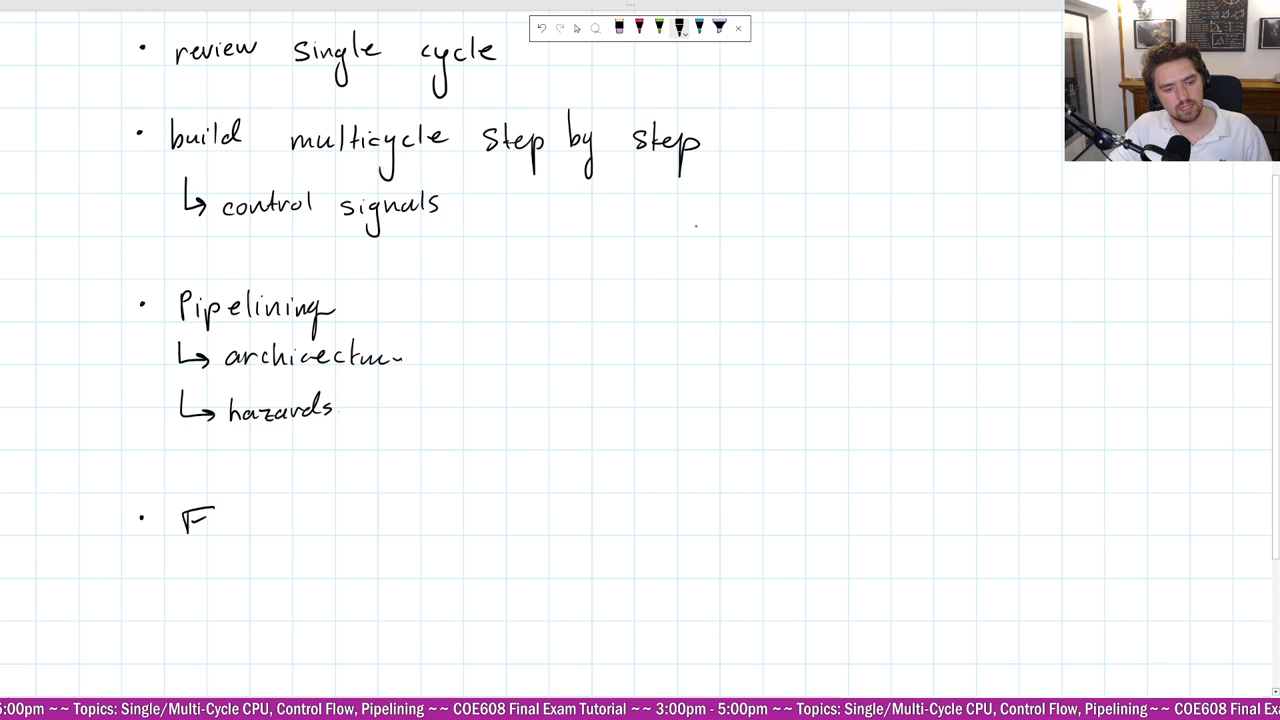 • review single cycle
• build multicycle step by step
↳ control signals
• Pipelining
↳ archicectur
↳ hazards
• F
5:00pm ~~ Topics: Single/Multi-Cycle CPU, Control Flow, Pipelining ~~ COE608 Final Exam Tutorial ~~ 3:00pm - 5:00pm ~~ Topics: Single/Multi-Cycle CPU, Control Flow, Pipelining ~~ COE608 Final Exa